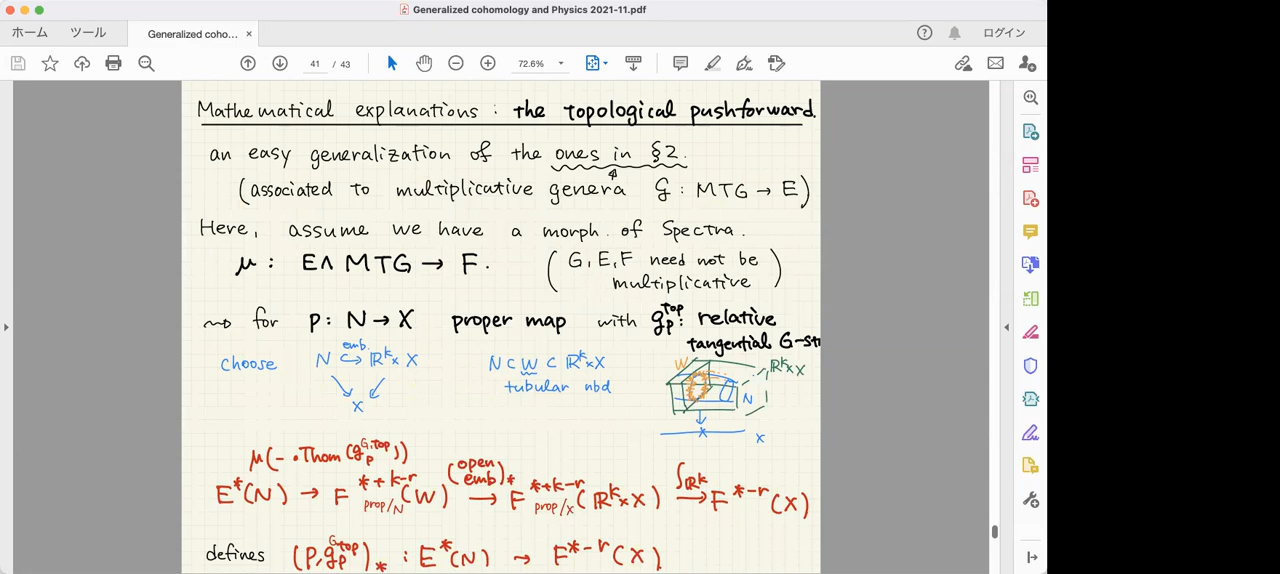 Generalized cohomology and Physics 2021-11.pdf
ホーム ツール Generalized coho... × ログイン
41 / 43 72.6%
Mathematical explanations : the topological pushforward.
an easy generalization of the ones in §2.
(associated to multiplicative genera G : MTG → E)
Here, assume we have a morph. of Spectra.
μ : E∧MTG → F. (G, E, F need not be
multiplicative)
⇝ for p : N → X proper map with g_p^top : relative
tangential G-st
choose N ↪ ℝ^k × X
emb.
X
N ⊂ W ⊂ ℝ^k × X
tubular nbd
W ℝ^k × X
N
X X
μ(- · Thom(g_p^{G,top})) (open emb)_* ∫_{ℝ^k}
E^*(N) → F^{*+k-r}_{prop/N}(W) → F^{*+k-r}_{prop/X}(ℝ^k × X) → F^{*-r}(X)
defines (p, g_p^{G,top})_* : E^*(N) → F^{*-r}(X)